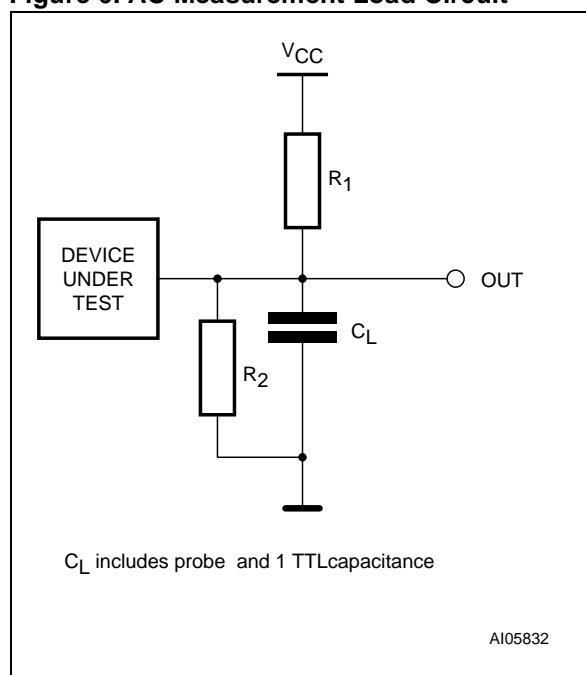 Figure 6. AC Measurement Load Circuit
VCC
R1
DEVICE
UNDER
TEST
OUT
CL
R2
CL includes probe and 1 TTLcapacitance
AI05832